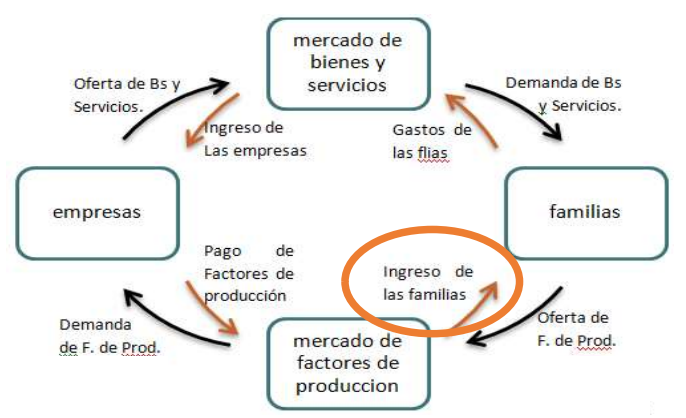 mercado de
bienes y
servicios
Oferta de Bs y
Servicios.
Demanda de Bs
y Servicios.
Ingreso de
Las empresas
Gastos de
las flias
empresas
familias
Pago de
Factores de
producción
Ingreso de
las familias
Demanda
de F. de Prod.
Oferta de
F. de Prod.
mercado de
factores de
produccion